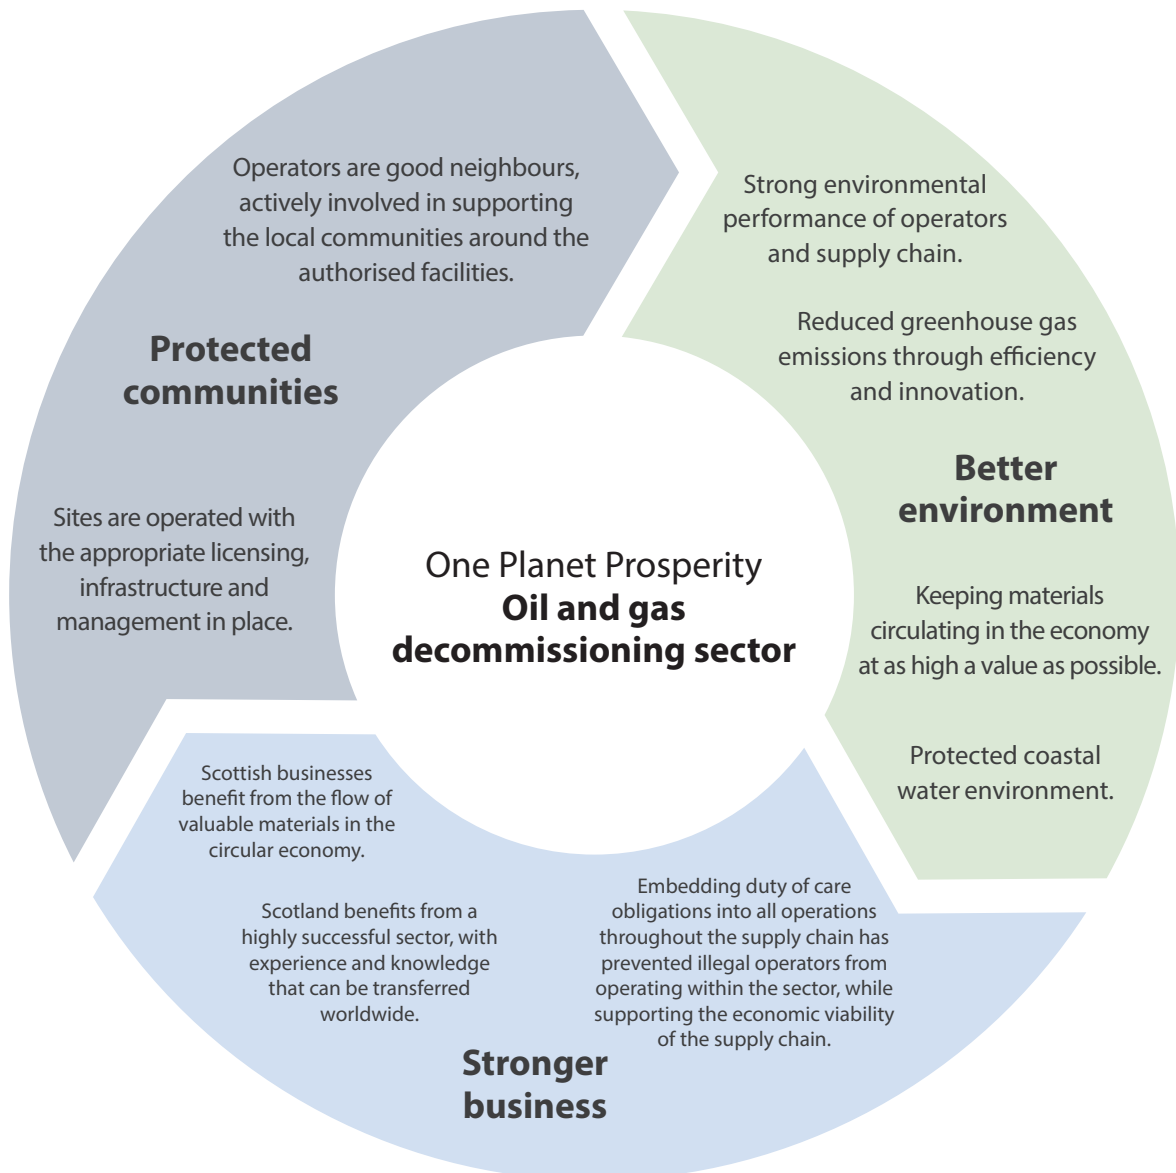 Operators are good neighbours,
actively involved in supporting
the local communities around the
authorised facilities.
Protected
communities
Sites are operated with
the appropriate licensing,
infrastructure and
management in place.
Strong environmental
performance of operators
and supply chain.
Reduced greenhouse gas
emissions through efficiency
and innovation.
Better
environment
Keeping materials
circulating in the economy
at as high a value as possible.
Protected coastal
water environment.
One Planet Prosperity
Oil and gas
decommissioning sector
Scottish businesses
benefit from the flow of
valuable materials in the
circular economy.
Scotland benefits from a
highly successful sector, with
experience and knowledge
that can be transferred
worldwide.
Embedding duty of care
obligations into all operations
throughout the supply chain has
prevented illegal operators from
operating within the sector, while
supporting the economic viability
of the supply chain.
Stronger
business